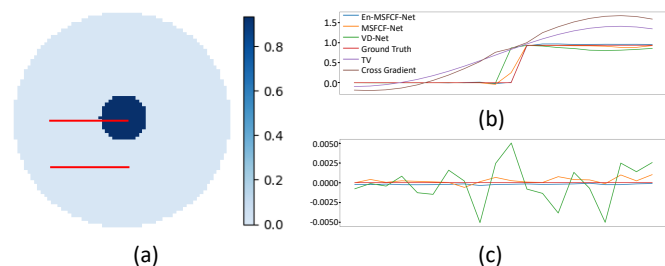 0.8
0.6
0.4
0.2
0.0
(a)
En-MSFCF-Net
MSFCF-Net
VD-Net
Ground Truth
TV
Cross Gradient
1.5
1.0
0.5
0.0
(b)
0.0050
0.0025
0.0000
-0.0025
-0.0050
(c)